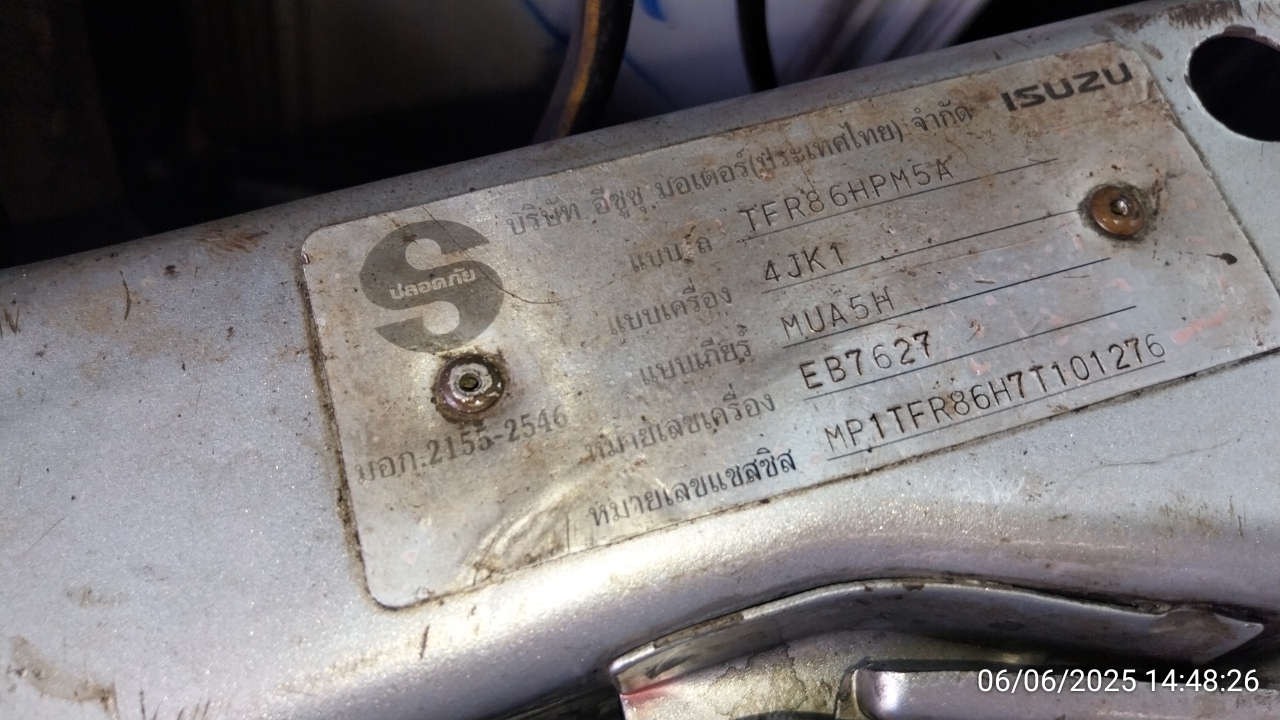 ISUZU
บริษัท อีซูซุ มอเตอร์(ประเทศไทย) จำกัด
ปลอดภัย
แบบรถ TFR86HPM5A
แบบเครื่อง 4JK1
แบบเกียร์ MUA5H
หมายเลขเครื่อง EB7627
หมายเลขแชสซิส MP1TFR86H7T101276
มอก.2155-2546
06/06/2025 14:48:26